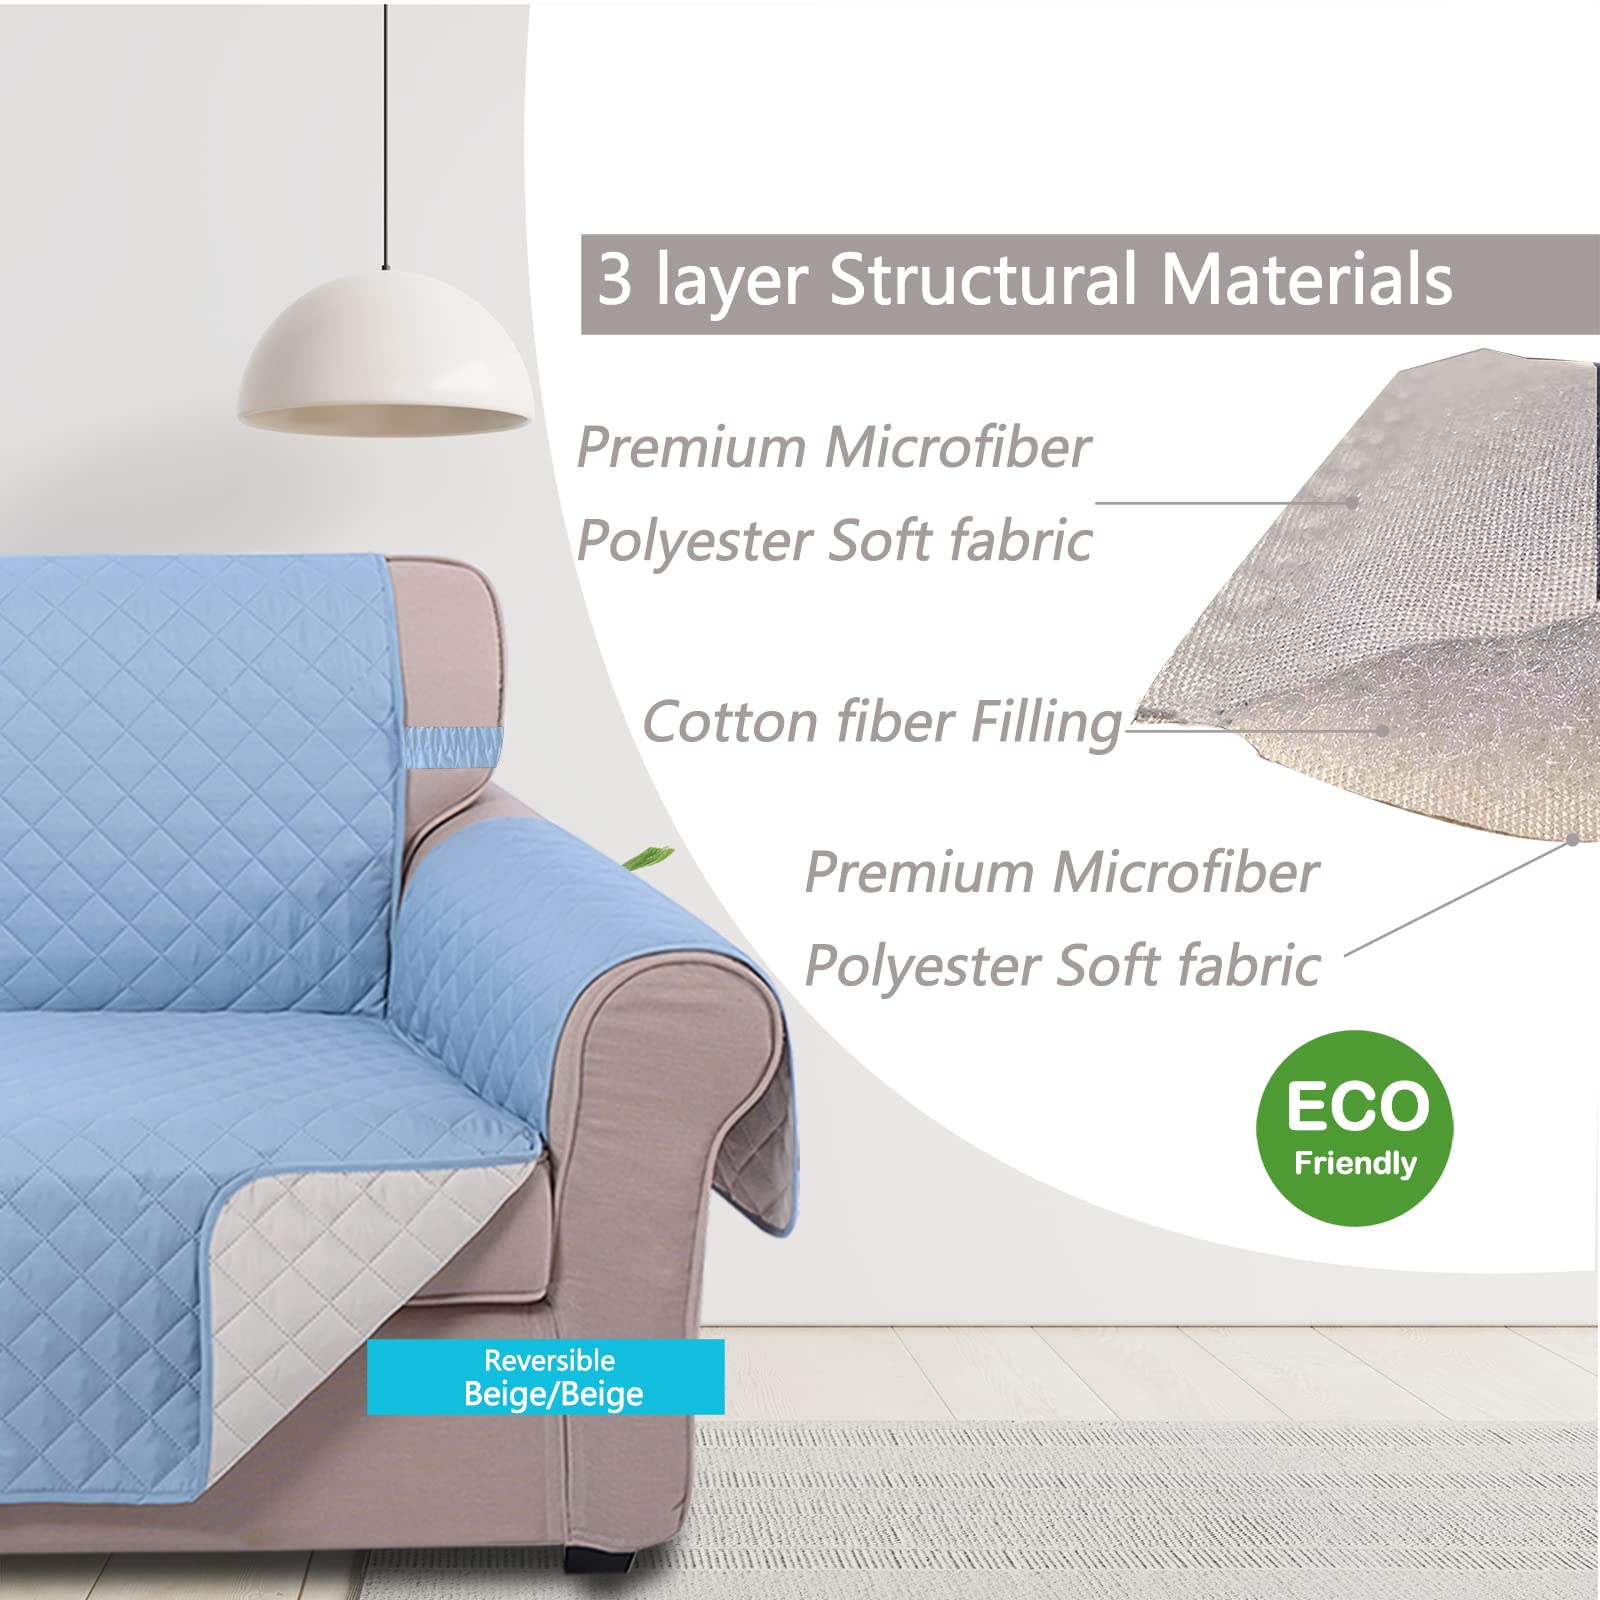 3 layer Structural Materials
Premium Microfiber
Polyester Soft fabric
Cotton fiber Filling
Premium Microfiber
Polyester Soft fabric
ECO
Friendly
Reversible
Beige/Beige